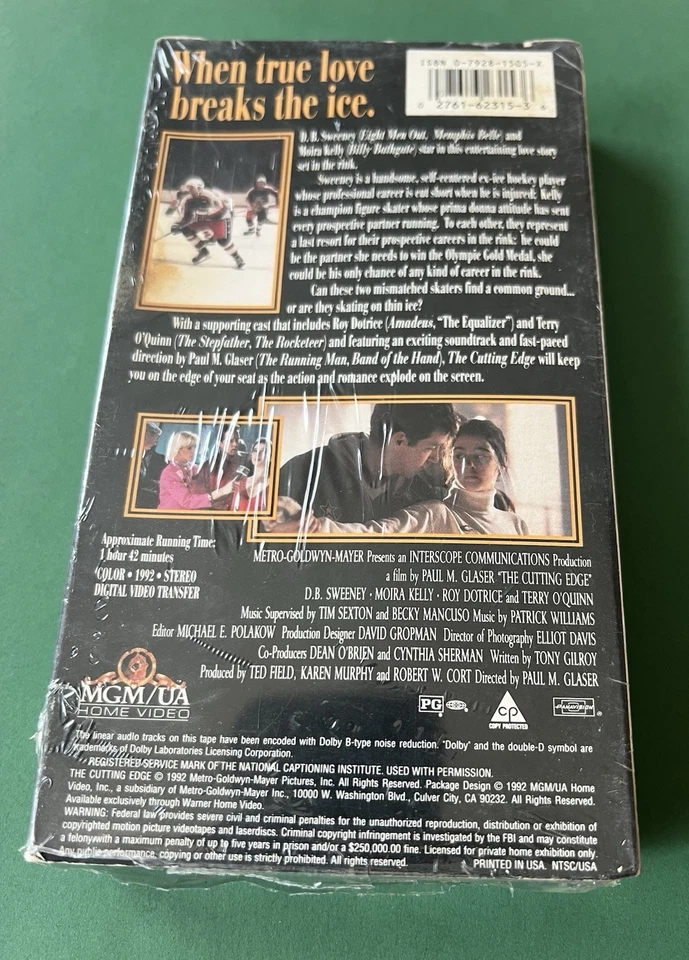 When true love
breaks the ice.
ISBN 0-7928-1505-X
0 27616-62315-3 6
D.B. Sweeney (Eight Men Out, Memphis Belle) and
Moira Kelly (Billy Bathgate) star in this entertaining love story
set in the rink.
Sweeney is a handsome, self-centered ex-ice hockey player
whose professional career is cut short when he is injured; Kelly
is a champion figure skater whose prima donna attitude has sent
every prospective partner running. To each other, they represent
a last resort for their prospective careers in the rink: he could
be the partner she needs to win the Olympic Gold Medal, she
could be his only chance of any kind of career in the rink.
Can these two mismatched skaters find a common ground...
or are they skating on thin ice?
With a supporting cast that includes Roy Dotrice (Amadeus, "The Equalizer") and Terry
O'Quinn (The Stepfather, The Rocketeer) and featuring an exciting soundtrack and fast-paced
direction by Paul M. Glaser (The Running Man, Band of the Hand), The Cutting Edge will keep
you on the edge of your seat as the action and romance explode on the screen.
Approximate Running Time:
1 hour 42 minutes
COLOR • 1992 • STEREO
DIGITAL VIDEO TRANSFER
METRO-GOLDWYN-MAYER Presents an INTERSCOPE COMMUNICATIONS Production
a film by PAUL M. GLASER "THE CUTTING EDGE"
D.B. SWEENEY · MOIRA KELLY · ROY DOTRICE and TERRY O'QUINN
Music Supervised by TIM SEXTON and BECKY MANCUSO Music by PATRICK WILLIAMS
Editor MICHAEL E. POLAKOW Production Designer DAVID GROPMAN Director of Photography ELLIOT DAVIS
Co-Producers DEAN O'BRIEN and CYNTHIA SHERMAN Written by TONY GILROY
Produced by TED FIELD, KAREN MURPHY and ROBERT W. CORT Directed by PAUL M. GLASER
MGM/UA
HOME VIDEO
PG
CP
COPY PROTECTED
PANAVISION®
The linear audio tracks on this tape have been encoded with Dolby B-type noise reduction. "Dolby" and the double-D symbol are
trademarks of Dolby Laboratories Licensing Corporation.
REGISTERED SERVICE MARK OF THE NATIONAL CAPTIONING INSTITUTE. USED WITH PERMISSION.
THE CUTTING EDGE © 1992 Metro-Goldwyn-Mayer Pictures, Inc. All Rights Reserved. Package Design © 1992 MGM/UA Home
Video, Inc., a subsidiary of Metro-Goldwyn-Mayer Inc., 10000 W. Washington Blvd., Culver City, CA 90232. All Rights Reserved.
Available exclusively through Warner Home Video.
WARNING: Federal law provides severe civil and criminal penalties for the unauthorized reproduction, distribution or exhibition of
copyrighted motion picture videotapes and laserdiscs. Criminal copyright infringement is investigated by the FBI and may constitute
a felony with a maximum penalty of up to five years in prison and/or a $250,000.00 fine. Licensed for private home exhibition only.
Any public performance, copying or other use is strictly prohibited. All rights reserved.
PRINTED IN USA. NTSC/USA